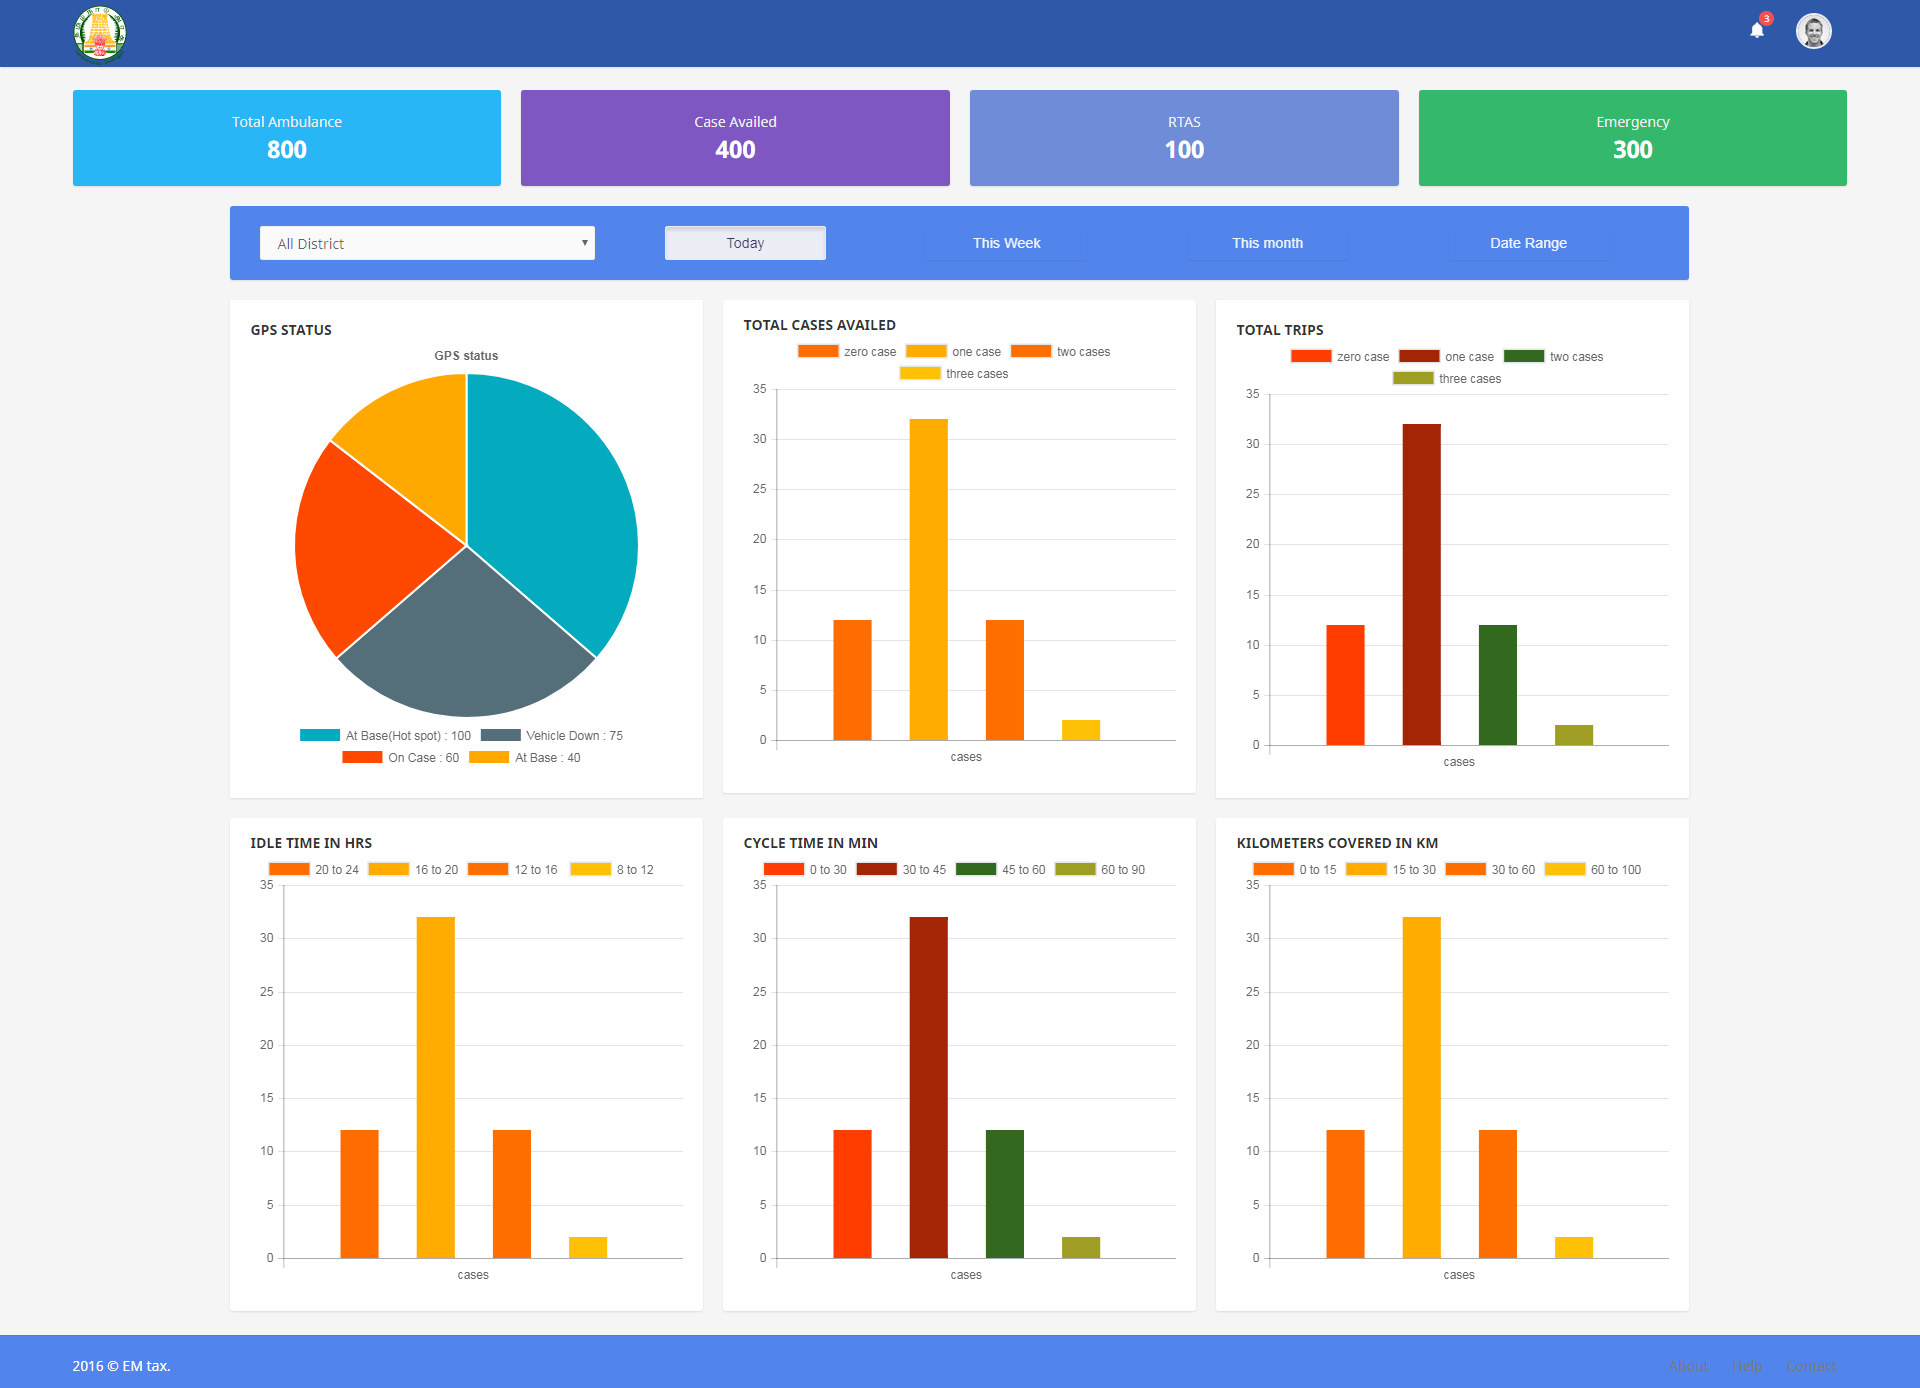 3
Total Ambulance
800
Case Availed
400
RTAS
100
Emergency
300
All District
Today
This Week
This month
Date Range
GPS STATUS
GPS status
At Base(Hot spot) : 100
Vehicle Down : 75
On Case : 60
At Base : 40
TOTAL CASES AVAILED
zero case
one case
two cases
three cases
35
30
25
20
15
10
5
0
cases
TOTAL TRIPS
zero case
one case
two cases
three cases
35
30
25
20
15
10
5
0
cases
IDLE TIME IN HRS
20 to 24
16 to 20
12 to 16
8 to 12
35
30
25
20
15
10
5
0
cases
CYCLE TIME IN MIN
0 to 30
30 to 45
45 to 60
60 to 90
35
30
25
20
15
10
5
0
cases
KILOMETERS COVERED IN KM
0 to 15
15 to 30
30 to 60
60 to 100
35
30
25
20
15
10
5
0
cases
2016 © EM tax.
About
Help
Contact